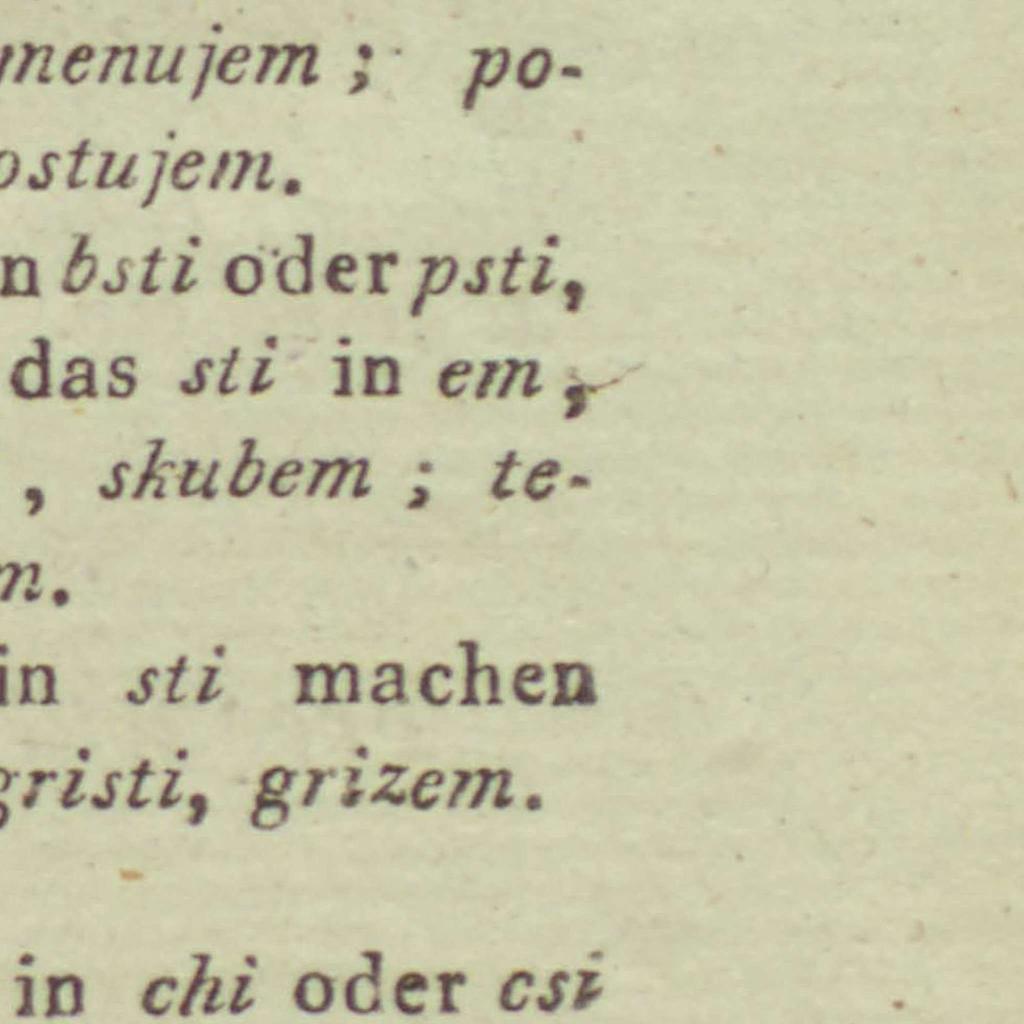 menujem; po-
ostujem.
n bsti oder psti,
das sti in em,
, skubem; te-
m.
in sti machen
gristi, grizem.
in chi oder csi